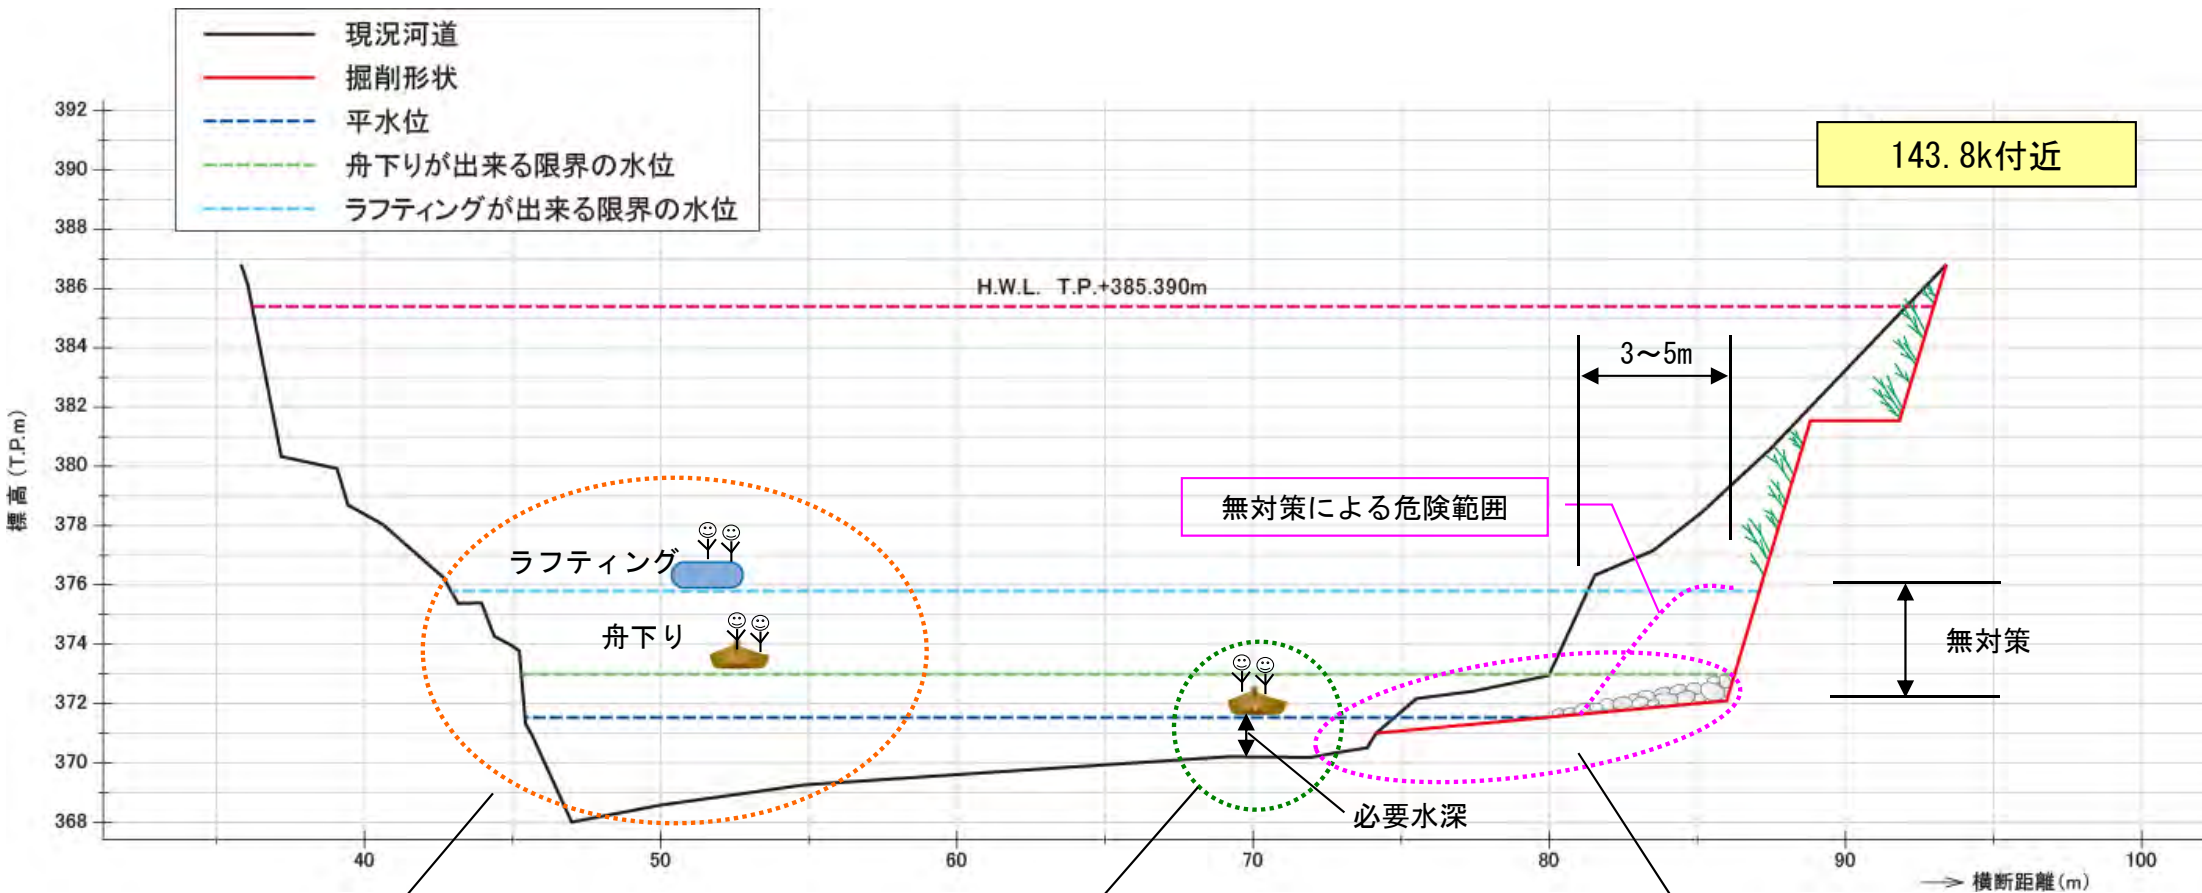 現況河道
掘削形状
平水位
舟下りが出来る限界の水位
ラフティングが出来る限界の水位
143.8k付近
392
390
388
386
384
382
380
378
376
374
372
370
368
標高(T.P.m)
H.W.L. T.P.+385.390m
3～5m
無対策による危険範囲
ラフティング
舟下り
無対策
必要水深
40
50
60
70
80
90
100
横断距離(m)